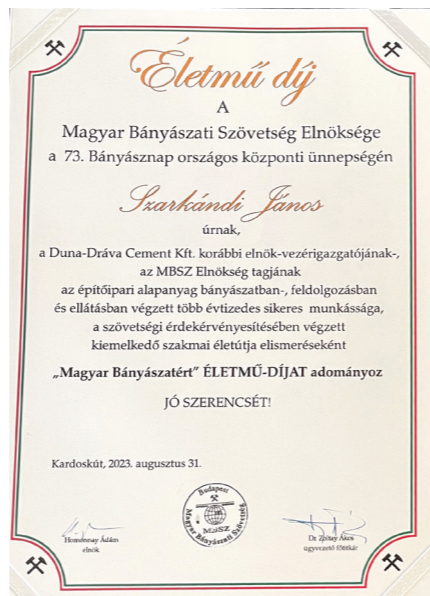 Életmű díj
A
Magyar Bányászati Szövetség Elnöksége
a 73. Bányásznap országos központi ünnepségén
Szarkándi János
úrnak,
a Duna-Dráva Cement Kft. korábbi elnök-vezérigazgatójának-,
az MBSZ Elnökség tagjának
az építőipari alapanyag bányászatban-, feldolgozásban
és ellátásban végzett több évtizedes sikeres munkássága,
a szövetségi érdekérvényesítésében végzett
kiemelkedő szakmai életútja elismeréseként
„Magyar Bányászatért” ÉLETMŰ-DÍJAT adományoz
JÓ SZERENCSÉT!
Kardoskút, 2023. augusztus 31.
Budapest
MBSZ
Magyar Bányászati Szövetség
Homonnay Ádám
elnök
Dr. Zoltay Ákos
ügyvezető főtitkár